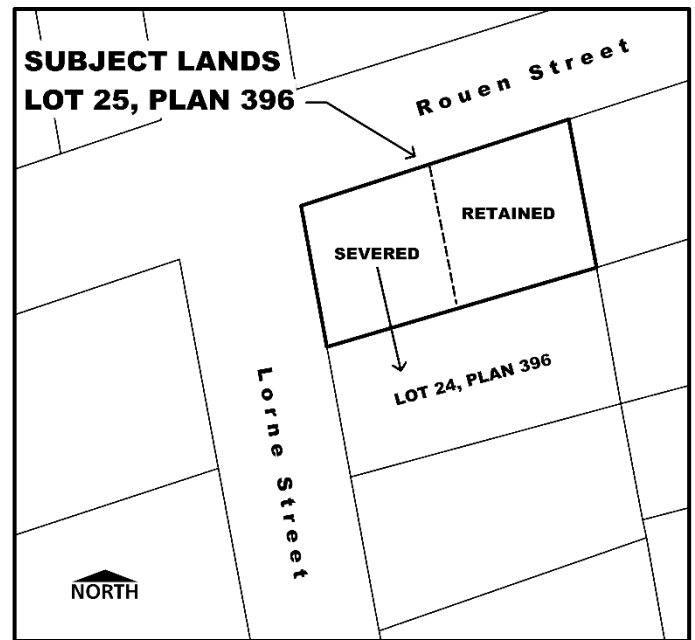 SUBJECT LANDS
LOT 25, PLAN 396
Rouen Street
RETAINED
SEVERED
LOT 24, PLAN 396
Lorne Street
NORTH